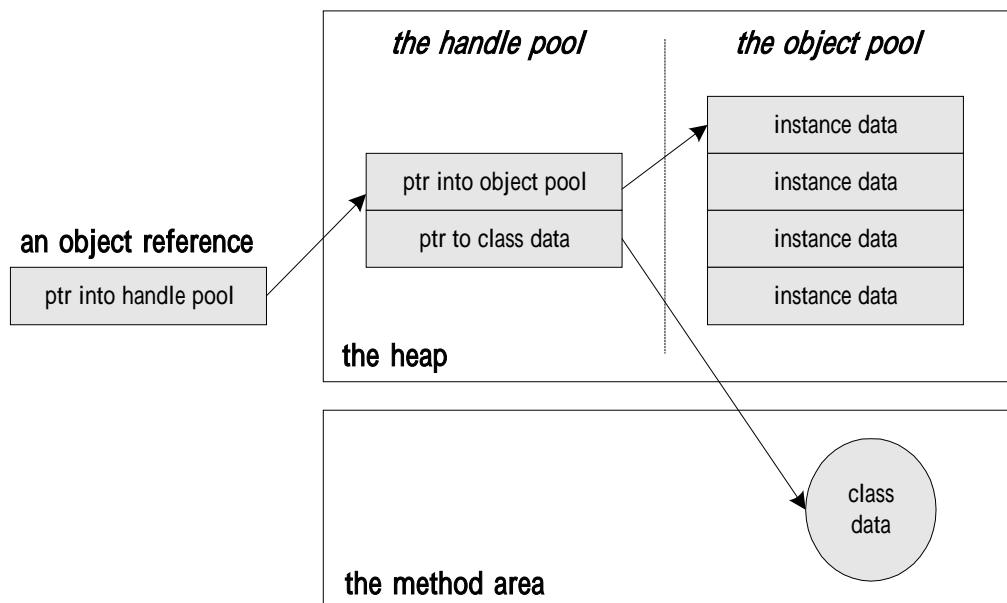 the handle pool
the object pool
instance data
instance data
instance data
instance data
ptr into object pool
ptr to class data
an object reference
ptr into handle pool
the heap
class
data
the method area